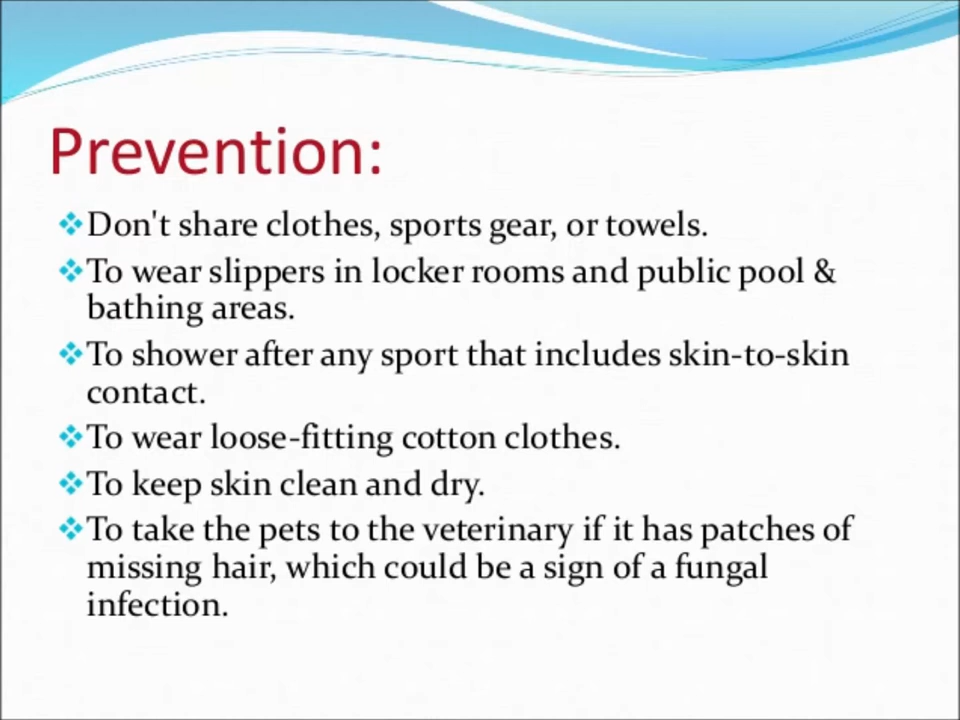 Prevention:
Don't share clothes, sports gear, or towels.
To wear slippers in locker rooms and public pool &
bathing areas.
To shower after any sport that includes skin-to-skin
contact.
To wear loose-fitting cotton clothes.
To keep skin clean and dry.
To take the pets to the veterinary if it has patches of
missing hair, which could be a sign of a fungal
infection.